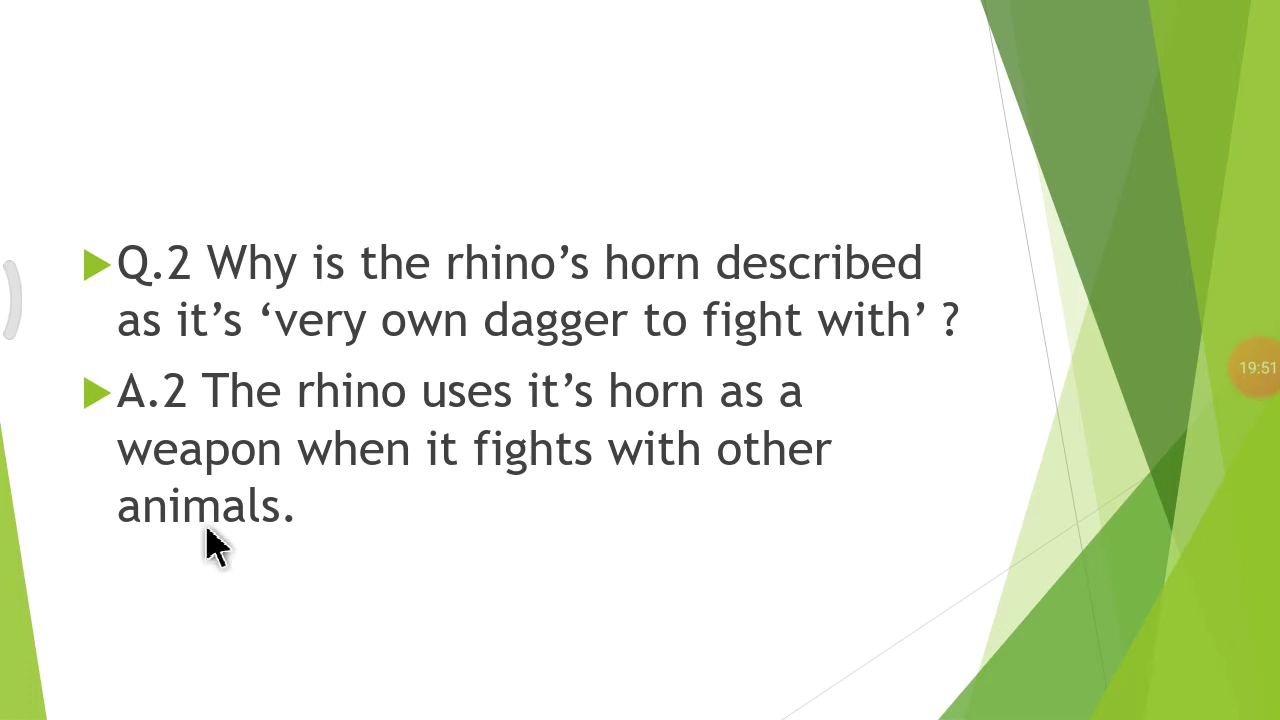 Q.2 Why is the rhino’s horn described
as it’s ‘very own dagger to fight with’ ?
A.2 The rhino uses it’s horn as a
weapon when it fights with other
animals.
19:51